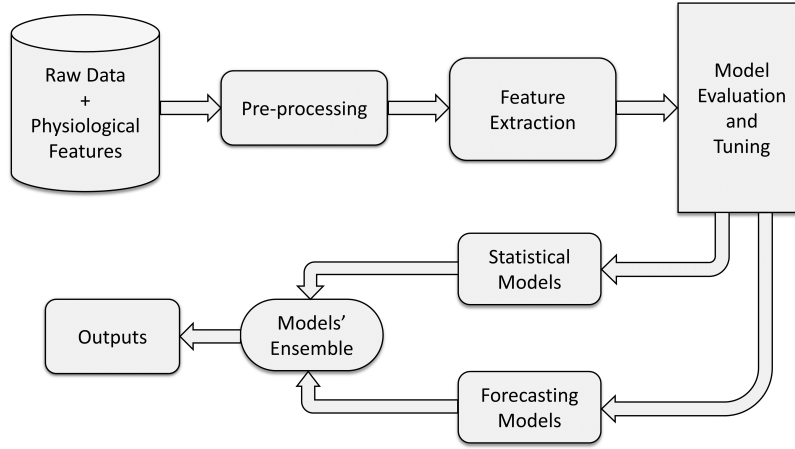 Raw Data
+
Physiological
Features
Pre-processing
Feature
Extraction
Model
Evaluation
and
Tuning
Statistical
Models
Forecasting
Models
Models’
Ensemble
Outputs